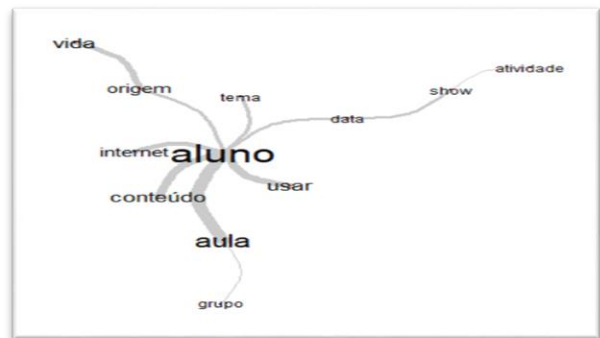 vida
atividade
origem
show
tema
data
internet
aluno
usar
conteúdo
aula
grupo